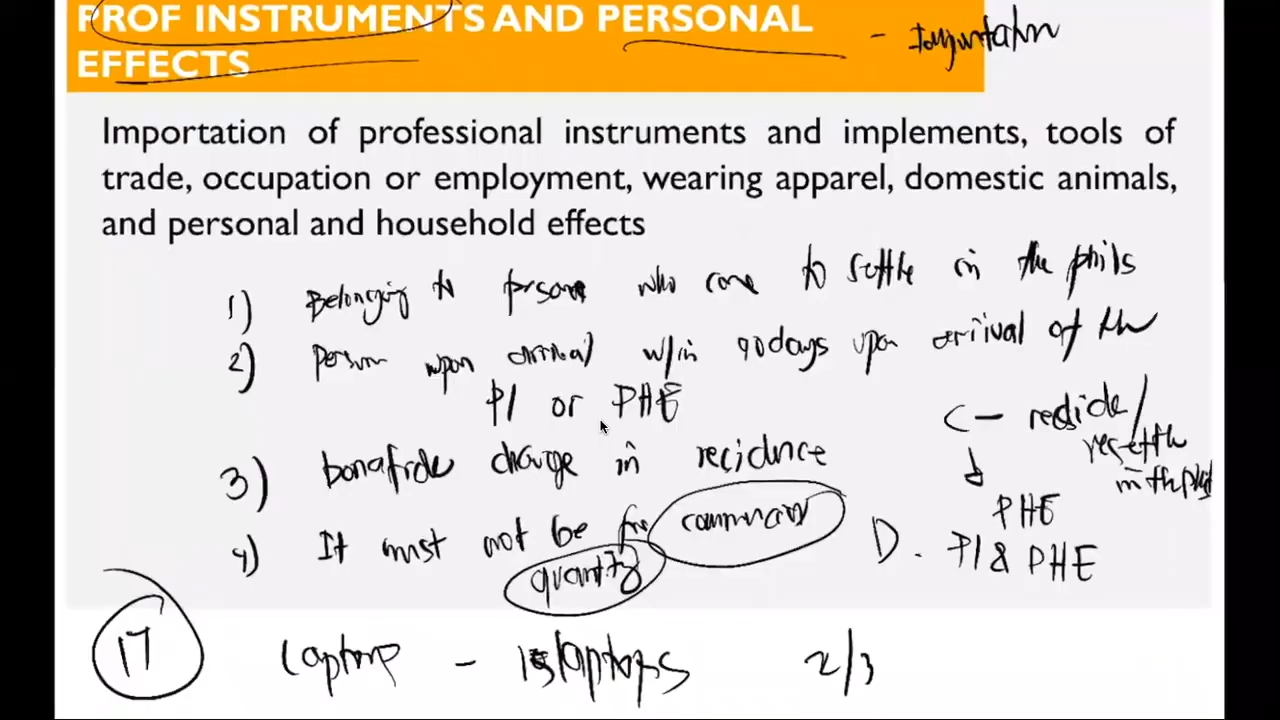 PROF INSTRUMENTS AND PERSONAL
EFFECTS
- Importation
Importation of professional instruments and implements, tools of
trade, occupation or employment, wearing apparel, domestic animals,
and personal and household effects
1) Belonging to persons who come to settle in the phils
2) person upon arrival w/in 90days upon arrival of the
PI or PHE
3) bonafide change in recidence
4) It must not be for commercial
quantity
C - reside/
resettle
in the phil
PHE
D. PI & PHE
17 Laptops - 15 laptops 2/3